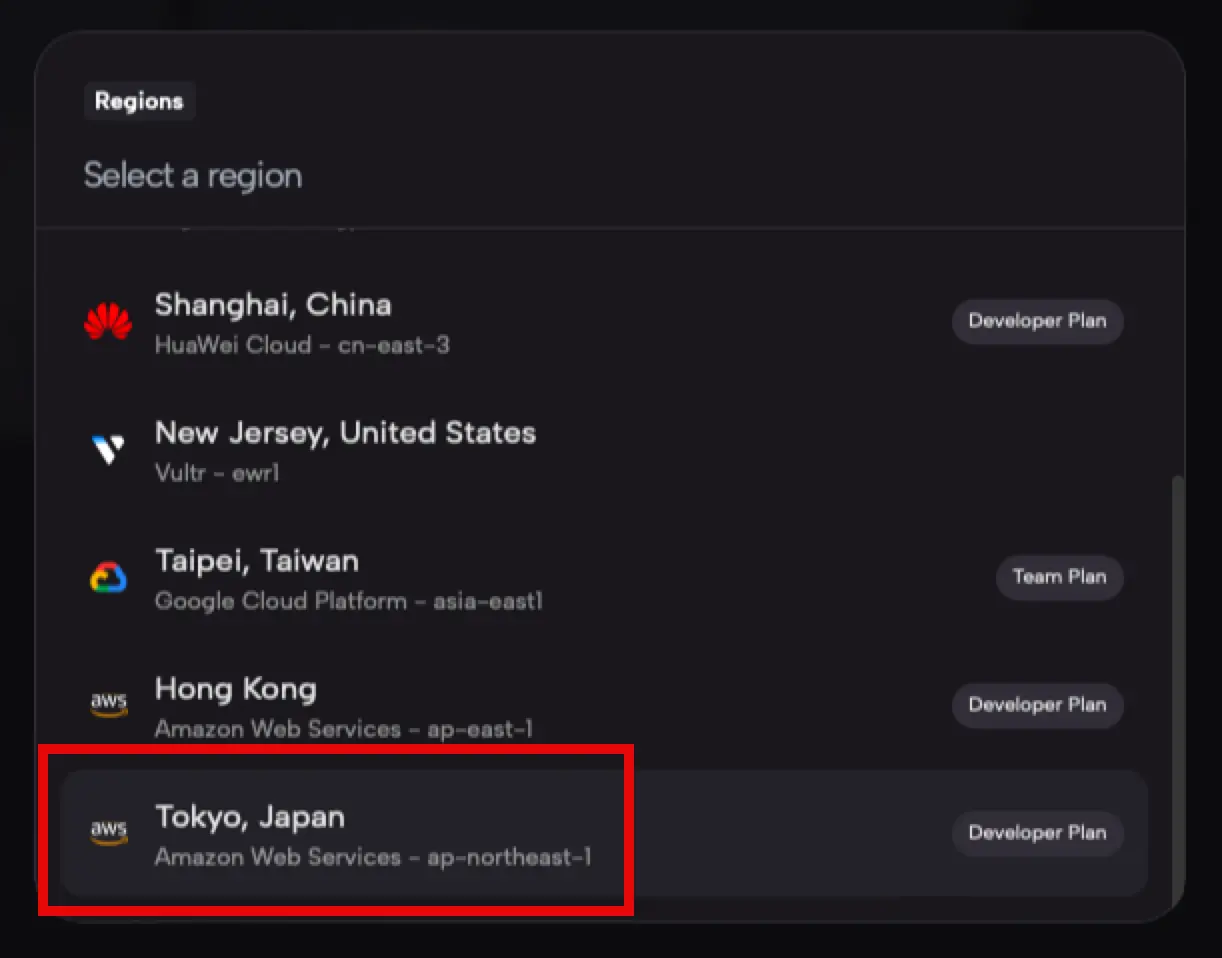 Regions
Select a region
Shanghai, China
HuaWei Cloud - cn-east-3
Developer Plan
New Jersey, United States
Vultr - ewr1
Taipei, Taiwan
Google Cloud Platform - asia-east1
Team Plan
Hong Kong
aws
Amazon Web Services - ap-east-1
Developer Plan
Tokyo, Japan
aws
Amazon Web Services - ap-northeast-1
Developer Plan